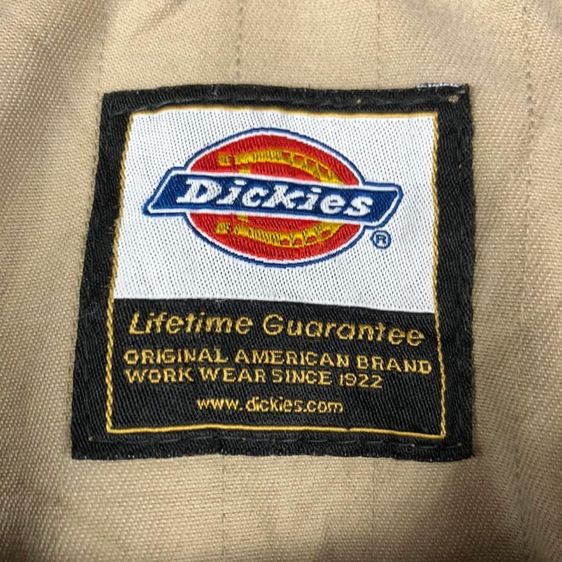 Dickies
®
Lifetime Guarantee
ORIGINAL AMERICAN BRAND
WORK WEAR SINCE 1922
www.dickies.com